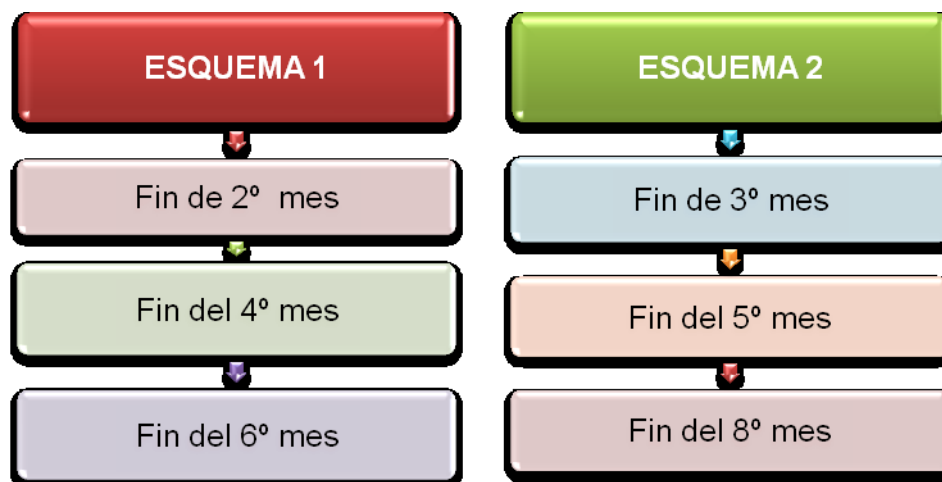 ESQUEMA 1
Fin de 2º  mes
Fin del 4º mes
Fin del 6º mes
ESQUEMA 2
Fin de 3º mes
Fin del 5º mes
Fin del 8º mes